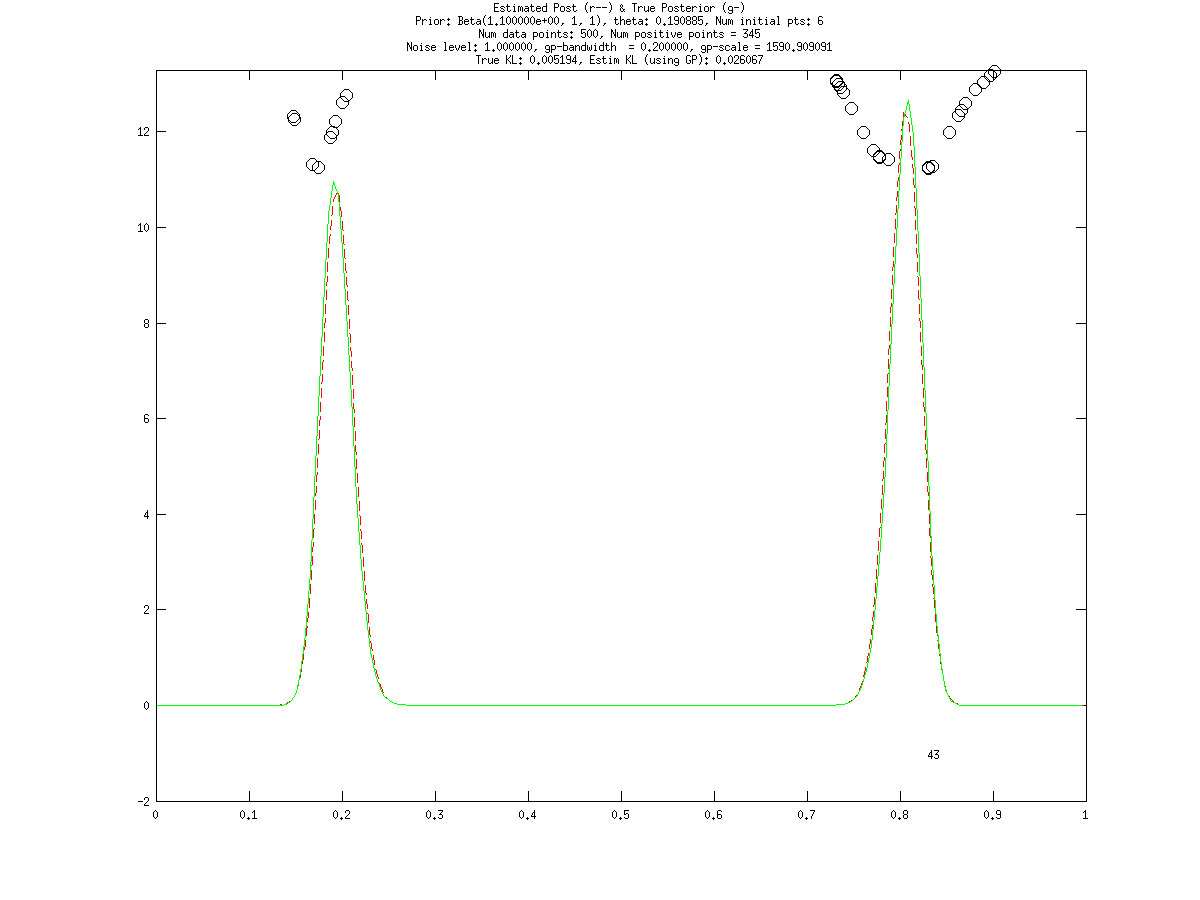 Estimated Post (r--) & True Posterior (g-)
Prior: Beta(1.100000e+00, 1, 1), theta: 0.190885, Num initial pts: 6
Num data points: 500, Num positive points = 345
Noise level: 1.000000, gp-bandwidth  = 0.200000, gp-scale = 1590.909091
True KL: 0.005194, Estim KL (using GP): 0.026067
12
10
8
6
4
2
0
43
-2
0 0.1 0.2 0.3 0.4 0.5 0.6 0.7 0.8 0.9 1